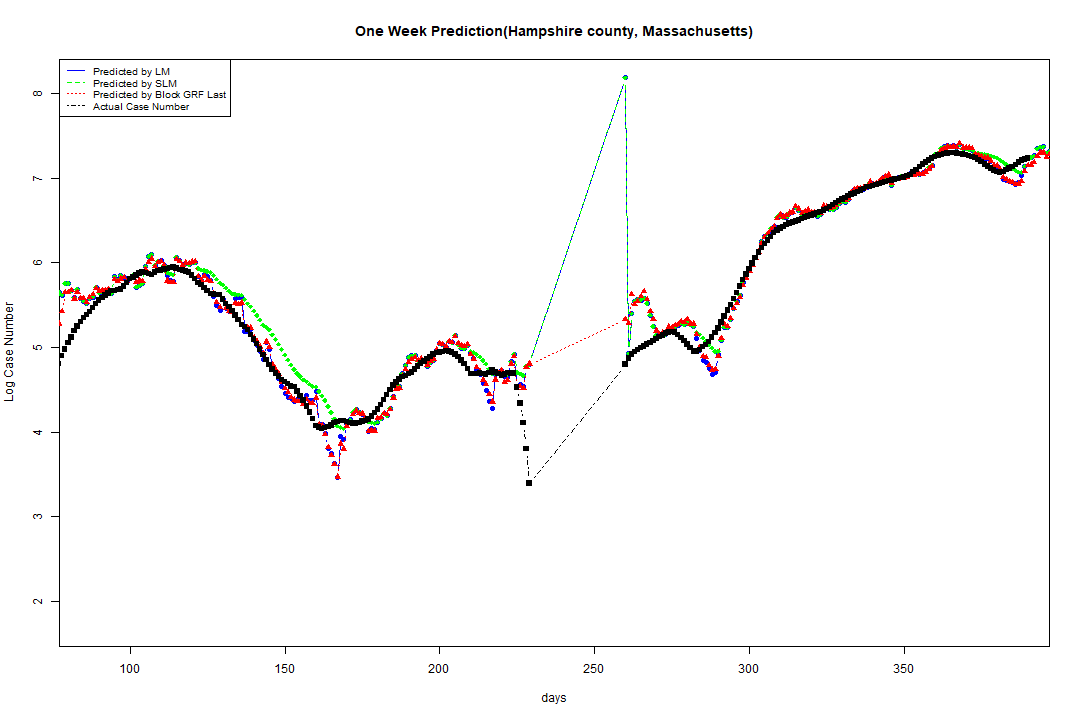 One Week Prediction(Hampshire county, Massachusetts)
Predicted by LM
Predicted by SLM
Predicted by Block GRF Last
Actual Case Number
Log Case Number
8
7
6
5
4
3
2
100 150 200 250 300 350
days